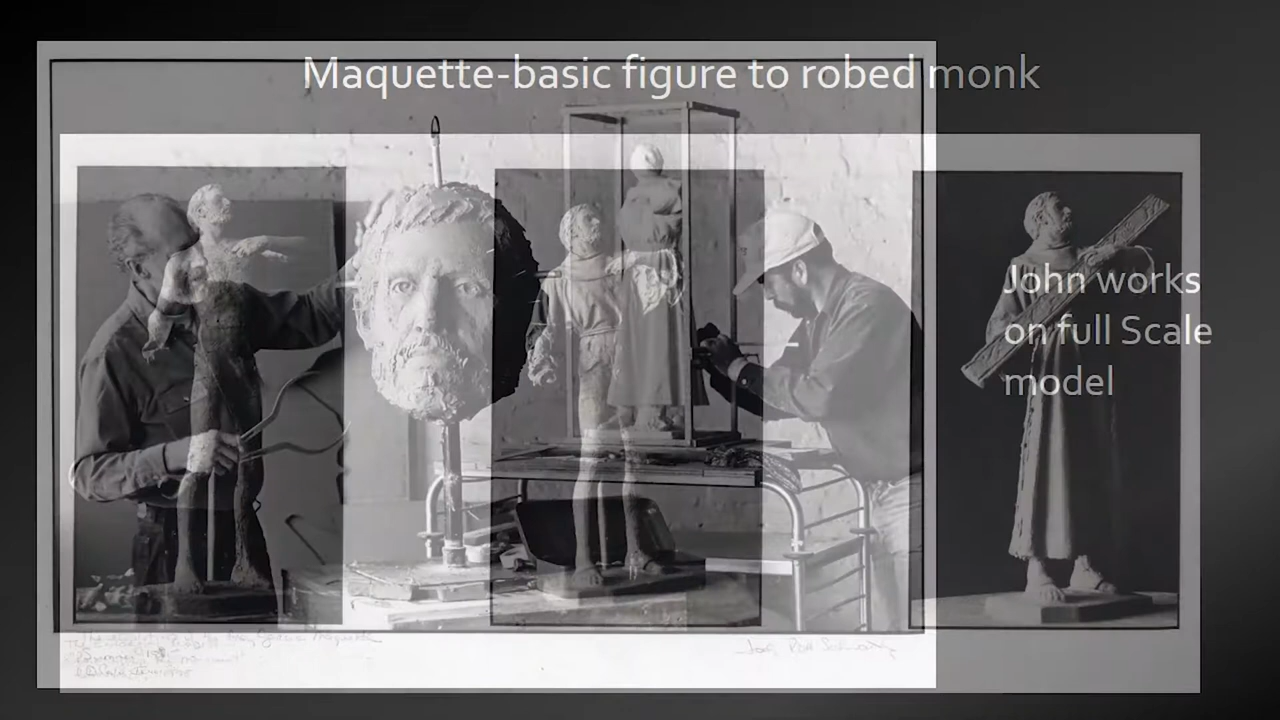 Maquette-basic figure to robed monk
John works
on full Scale
model